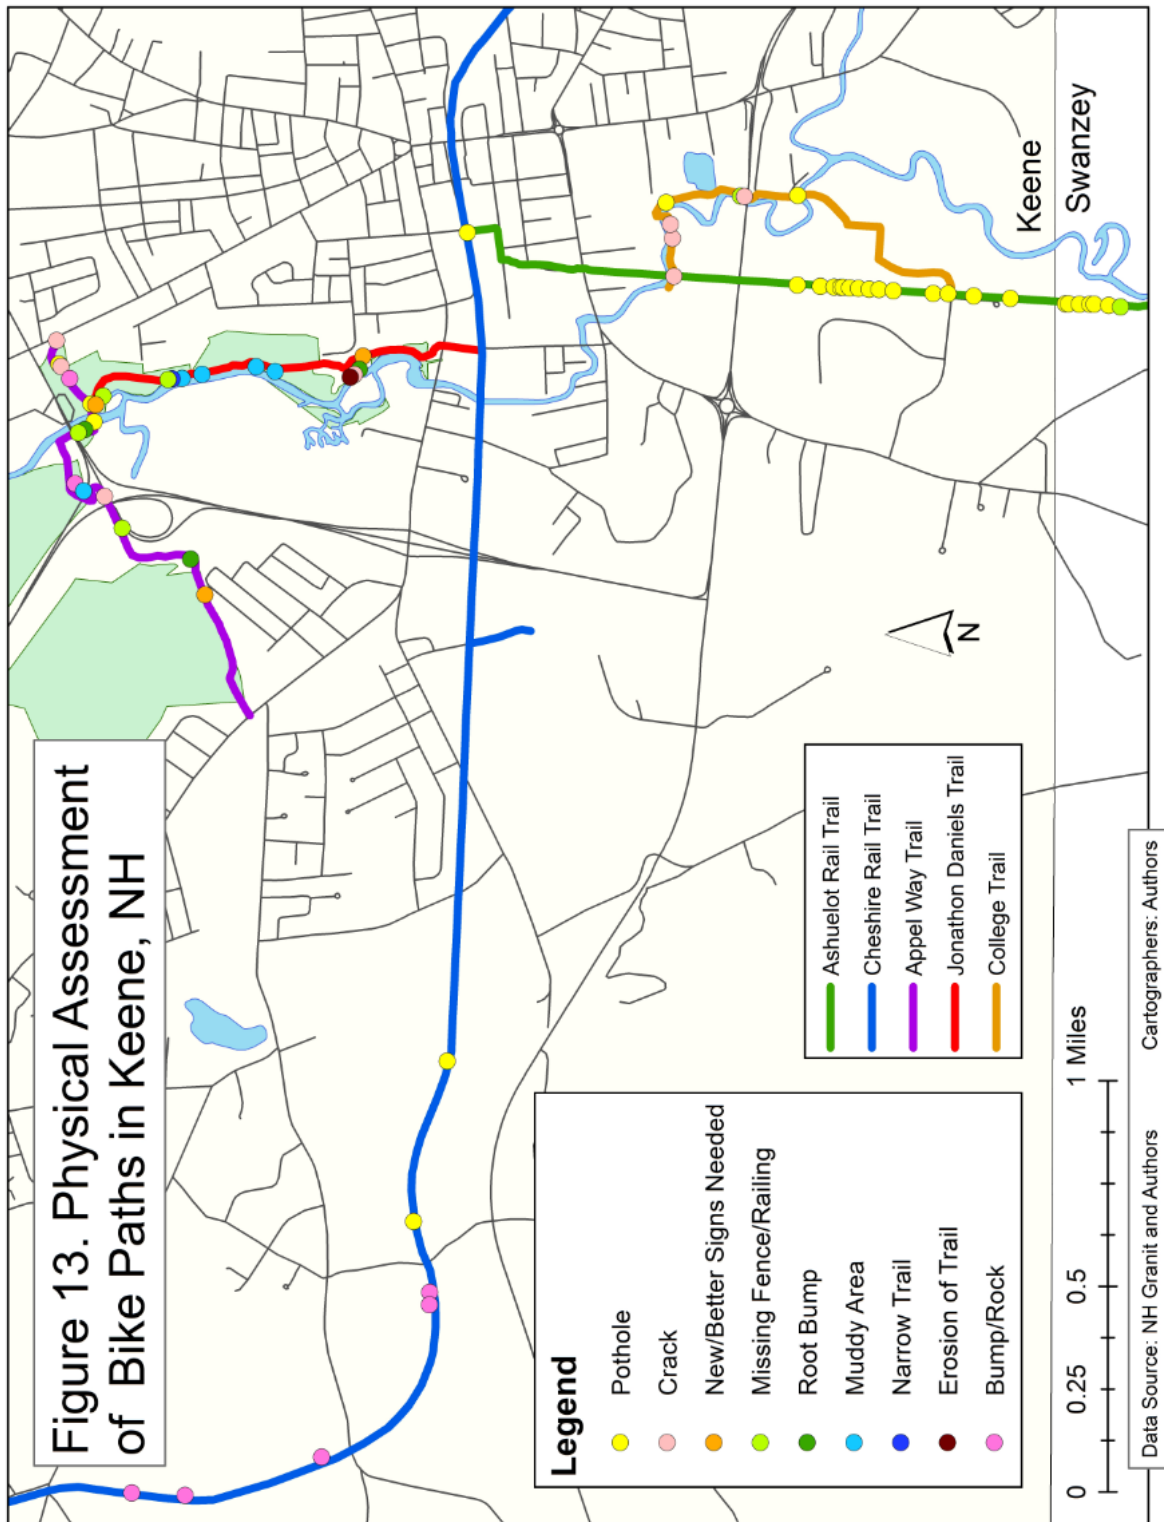 Figure 13. Physical Assessment
of Bike Paths in Keene, NH
Keene
Swanzey
N
Legend
Pothole
Crack
New/Better Signs Needed
Missing Fence/Railing
Root Bump
Muddy Area
Narrow Trail
Erosion of Trail
Bump/Rock
Ashuelot Rail Trail
Cheshire Rail Trail
Appel Way Trail
Jonathon Daniels Trail
College Trail
0 0.25 0.5 1 Miles
Data Source: NH Granit and Authors Cartographers: Authors